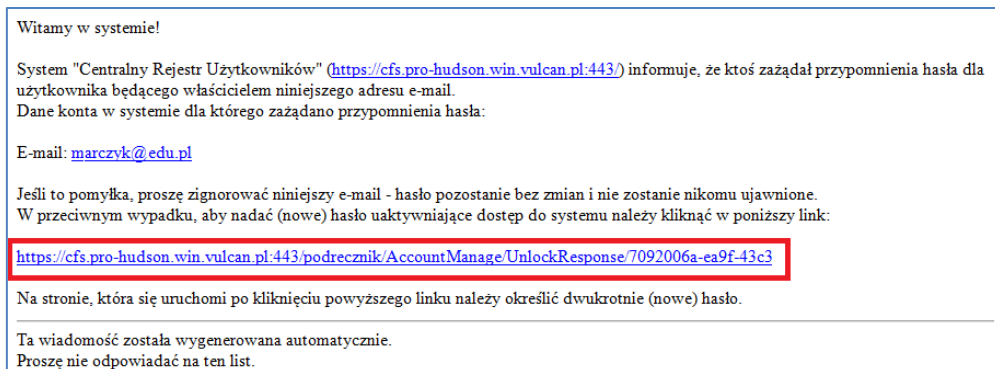 Witamy w systemie!
System "Centralny Rejestr Użytkowników" (https://cfs.pro-hudson.win.vulcan.pl:443/) informuje, że ktoś zażądał przypomnienia hasła dla
użytkownika będącego właścicielem niniejszego adresu e-mail.
Dane konta w systemie dla którego zażądano przypomnienia hasła:
E-mail: marczyk@edu.pl
Jeśli to pomyłka, proszę zignorować niniejszy e-mail - hasło pozostanie bez zmian i nie zostanie nikomu ujawnione.
W przeciwnym wypadku, aby nadać (nowe) hasło uaktywniające dostęp do systemu należy kliknąć w poniższy link:
https://cfs.pro-hudson.win.vulcan.pl:443/podrecznik/AccountManage/UnlockResponse/7092006a-ea9f-43c3
Na stronie, która się uruchomi po kliknięciu powyższego linku należy określić dwukrotnie (nowe) hasło.
Ta wiadomość została wygenerowana automatycznie.
Proszę nie odpowiadać na ten list.